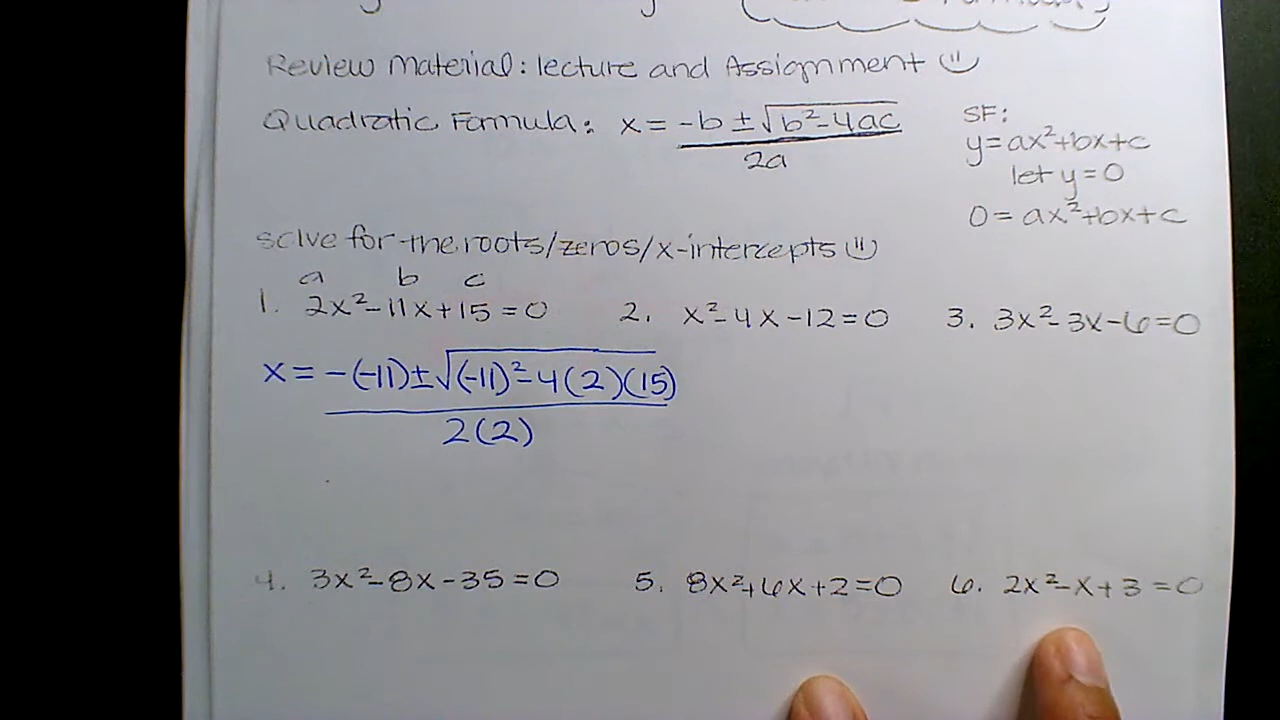 Review Material: lecture and Assignment
Quadratic Formula: x = -b ± √b²-4ac
2a
SF:
y=ax²+bx+c
let y=0
0=ax²+bx+c
solve for the roots/zeros/x-intercepts
a b c
1. 2x²-11x+15=0
2. x²-4x-12=0
3. 3x²-3x-6=0
x = -(-11)±√(-11)²-4(2)(15)
2(2)
4. 3x²-8x-35=0
5. 8x²+6x+2=0
6. 2x²-x+3=0